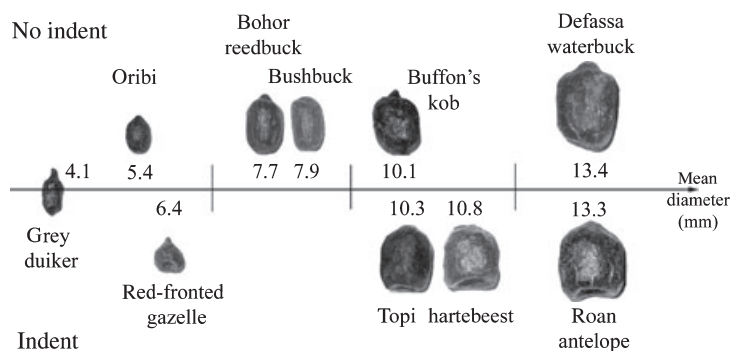 No indent
Bohor
reedbuck
Defassa
waterbuck
Oribi
Bushbuck
Buffon's
kob
4.1
5.4
7.7
7.9
10.1
13.4
Mean
diameter
(mm)
6.4
10.3
10.8
13.3
Grey
duiker
Red-fronted
gazelle
Topi
hartebeest
Roan
antelope
Indent